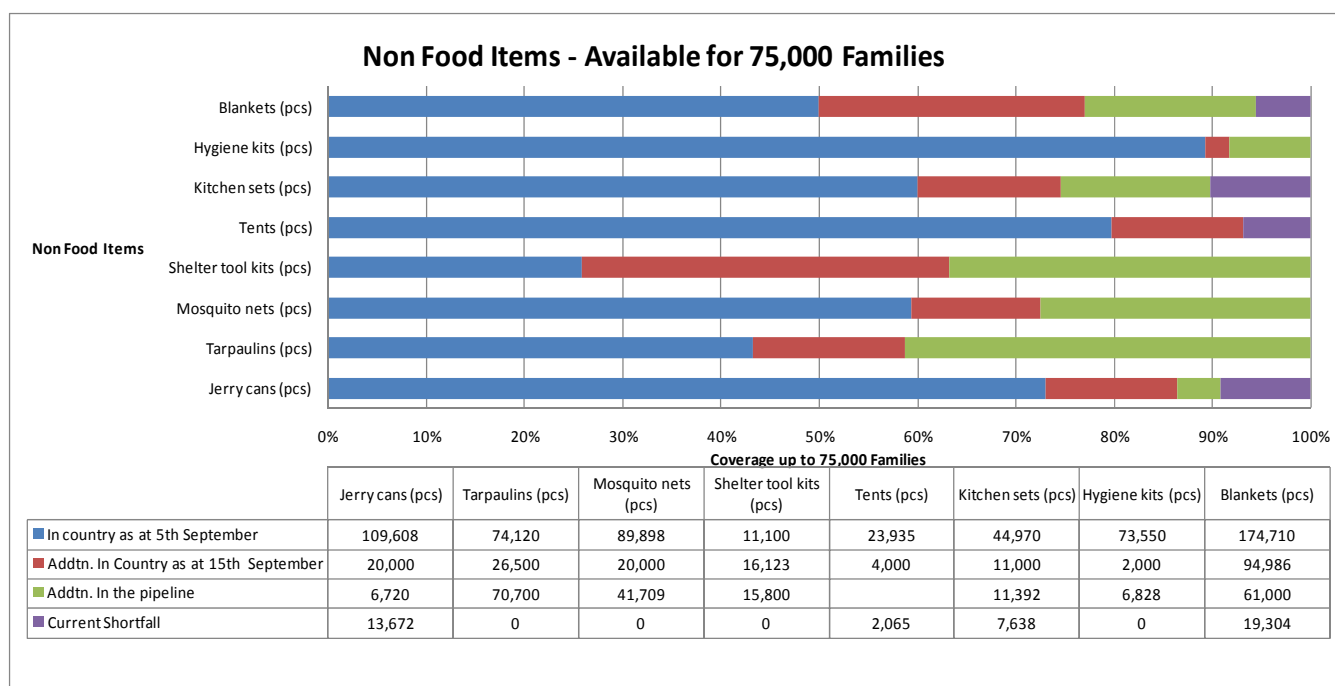 Non Food Items - Available for 75,000 Families
Blankets (pcs)
Hygiene kits (pcs)
Kitchen sets (pcs)
Tents (pcs)
Non Food Items
Shelter tool kits (pcs)
Mosquito nets (pcs)
Tarpaulins (pcs)
Jerry cans (pcs)
0% 10% 20% 30% 40% 50% 60% 70% 80% 90% 100%
Coverage up to 75,000 Families
Jerry cans (pcs) Tarpaulins (pcs) Mosquito nets (pcs) Shelter tool kits (pcs) Tents (pcs) Kitchen sets (pcs) Hygiene kits (pcs) Blankets (pcs)
In country as at 5th September 109,608 74,120 89,898 11,100 23,935 44,970 73,550 174,710
Addtn. In Country as at 15th September 20,000 26,500 20,000 16,123 4,000 11,000 2,000 94,986
Addtn. In the pipeline 6,720 70,700 41,709 15,800 11,392 6,828 61,000
Current Shortfall 13,672 0 0 0 2,065 7,638 0 19,304